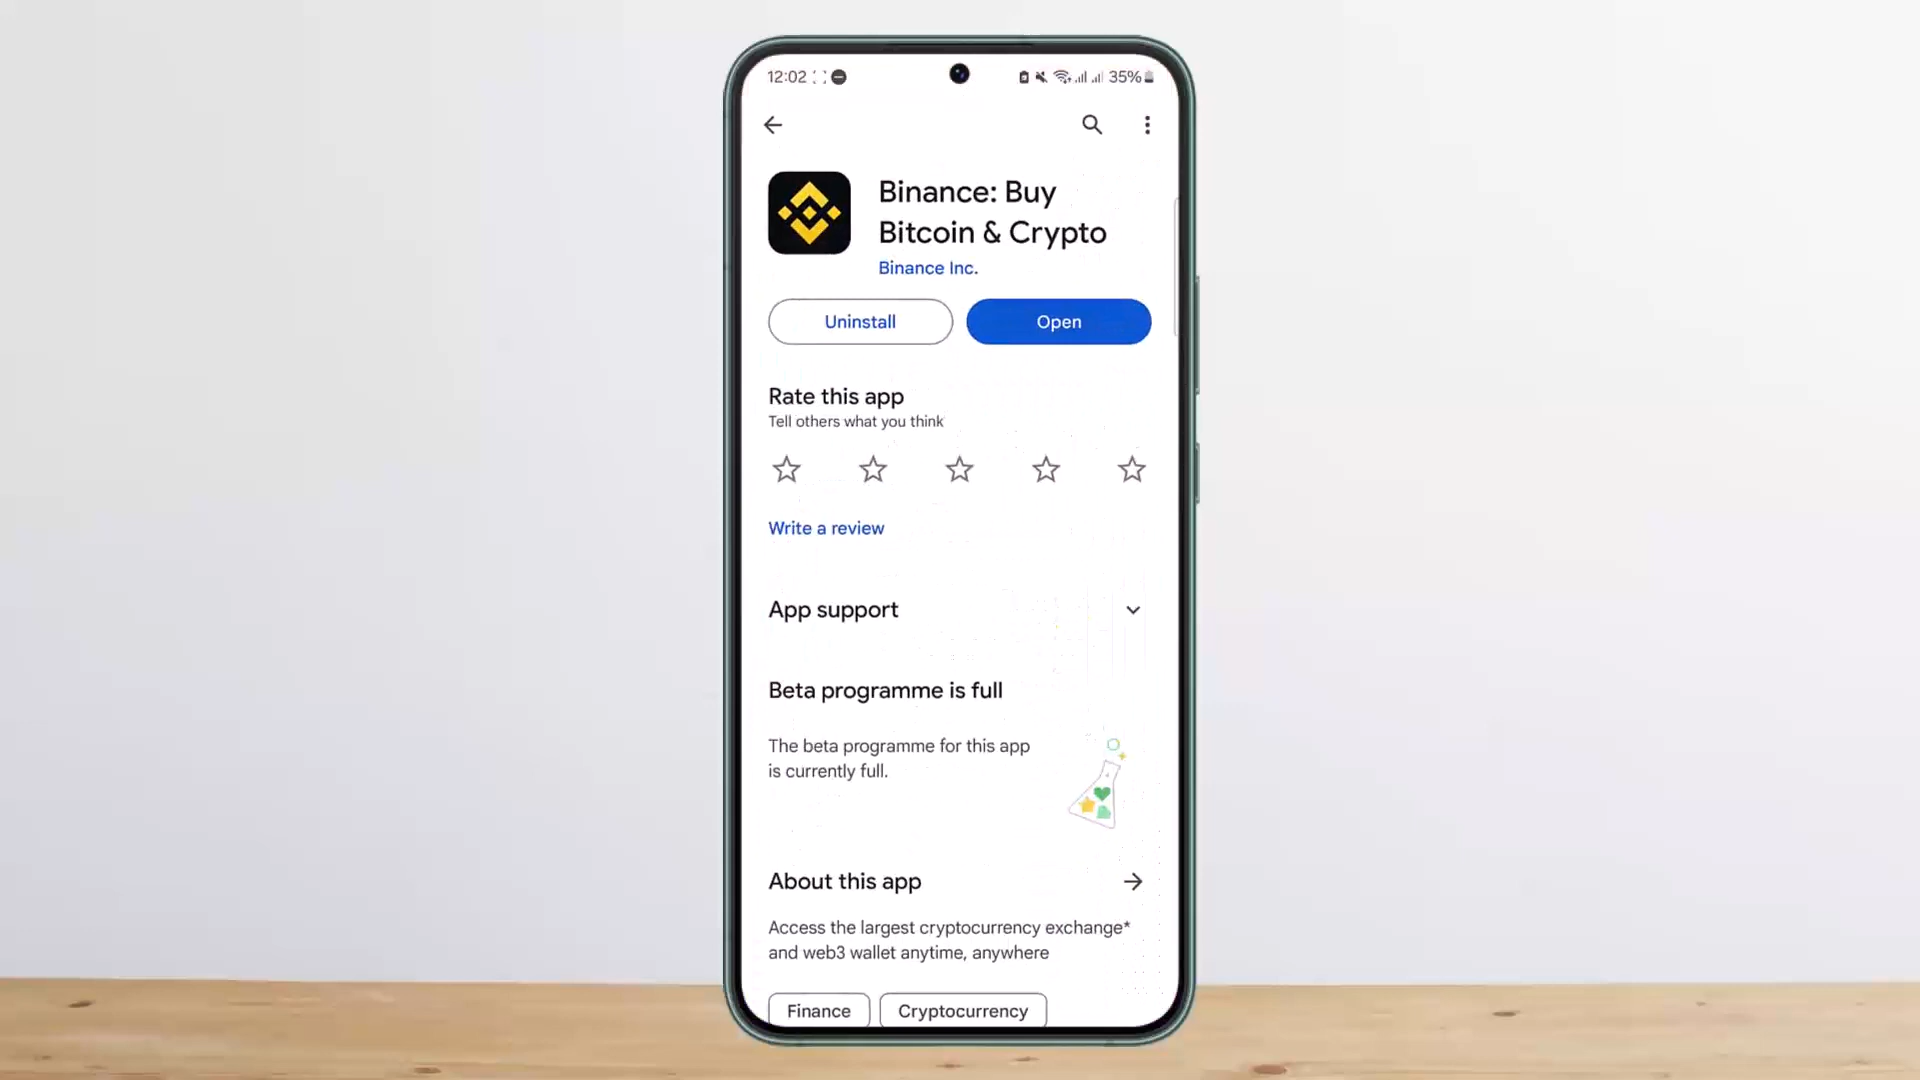 12:02
35%
Binance: Buy
Bitcoin & Crypto
Binance Inc.
Uninstall
Open
Rate this app
Tell others what you think
Write a review
App support
Beta programme is full
The beta programme for this app
is currently full.
About this app
Access the largest cryptocurrency exchange*
and web3 wallet anytime, anywhere
Finance
Cryptocurrency